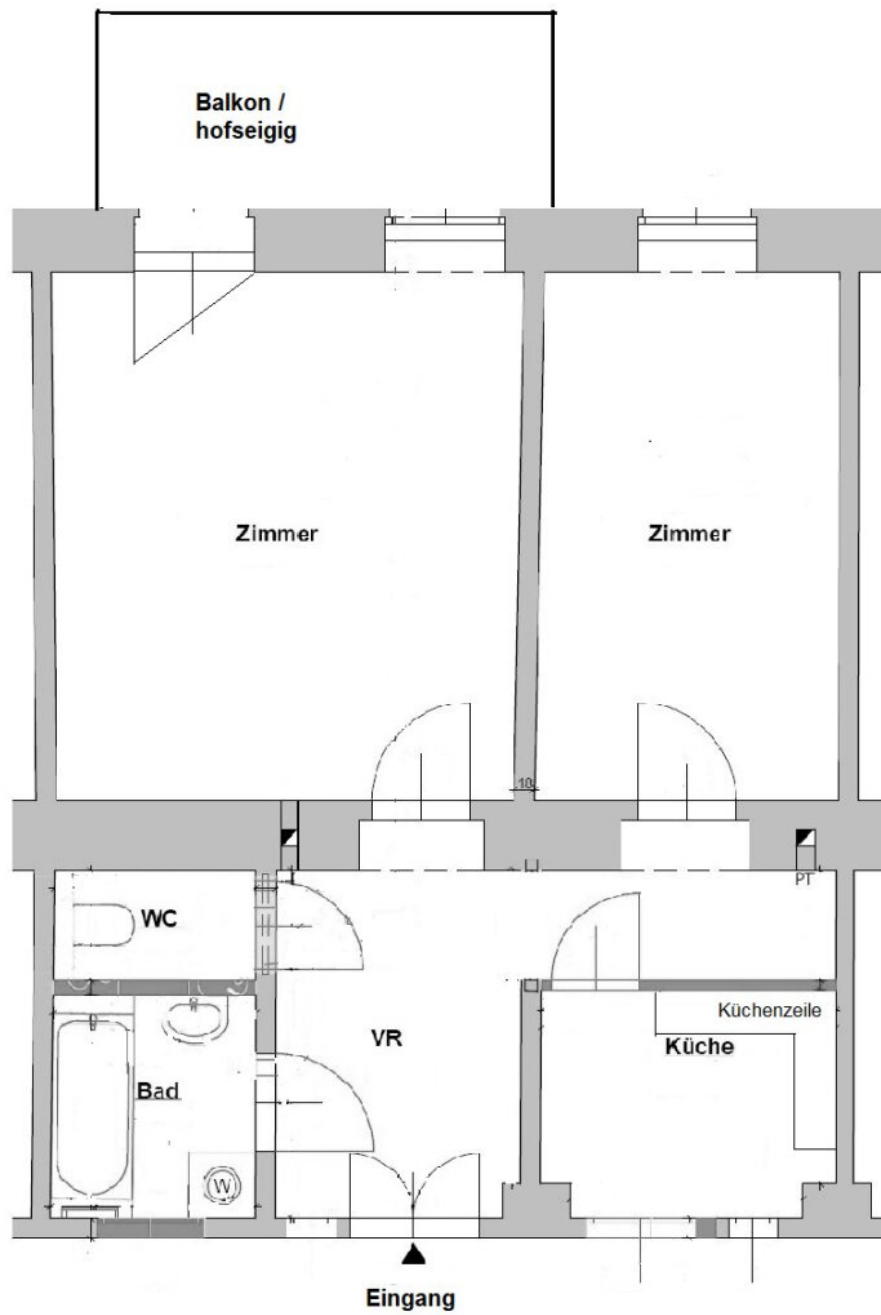 Balkon /
hofseigig
Zimmer
Zimmer
10
WC
PT
Küchenzeile
VR
Küche
Bad
W
Eingang